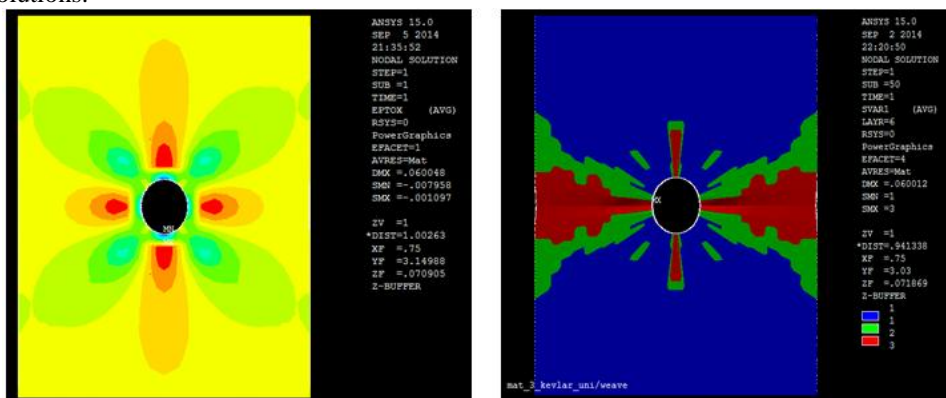 olutions.
ANSYS 15.0
SEP 5 2014
21:35:52
NODAL SOLUTION
STEP=1
SUB =1
TIME=1
EPTOX (AVG)
RSYS=0
PowerGraphics
EFACET=1
AVRES=Mat
DMX =.060048
SMN =-.007958
SMX =-.001097
ZV =1
*DIST=1.00263
XF =.75
YF =3.14988
ZF =.070905
Z-BUFFER
MN
ANSYS 15.0
SEP 2 2014
22:20:50
NODAL SOLUTION
STEP=1
SUB =50
TIME=1
SVAR1 (AVG)
LAYR=6
RSYS=0
PowerGraphics
EFACET=4
AVRES=Mat
DMX =.060012
SMN =1
SMX =3
ZV =1
*DIST=.941338
XF =.75
YF =3.03
ZF =.071869
Z-BUFFER
1
1
2
3
mat_3_kevlar_uni/weave